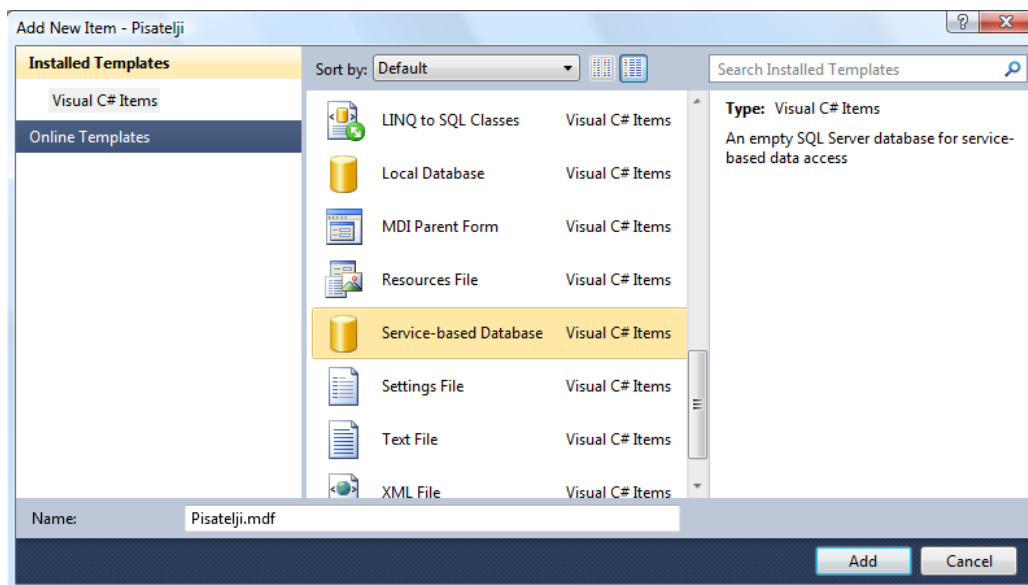 Add New Item - Pisatelji
Installed Templates
Visual C# Items
Online Templates
Sort by: Default
Search Installed Templates
LINQ to SQL Classes Visual C# Items
Local Database Visual C# Items
MDI Parent Form Visual C# Items
Resources File Visual C# Items
Service-based Database Visual C# Items
Settings File Visual C# Items
Text File Visual C# Items
XML File Visual C# Items
Type: Visual C# Items
An empty SQL Server database for service-
based data access
Name: Pisatelji.mdf
Add Cancel